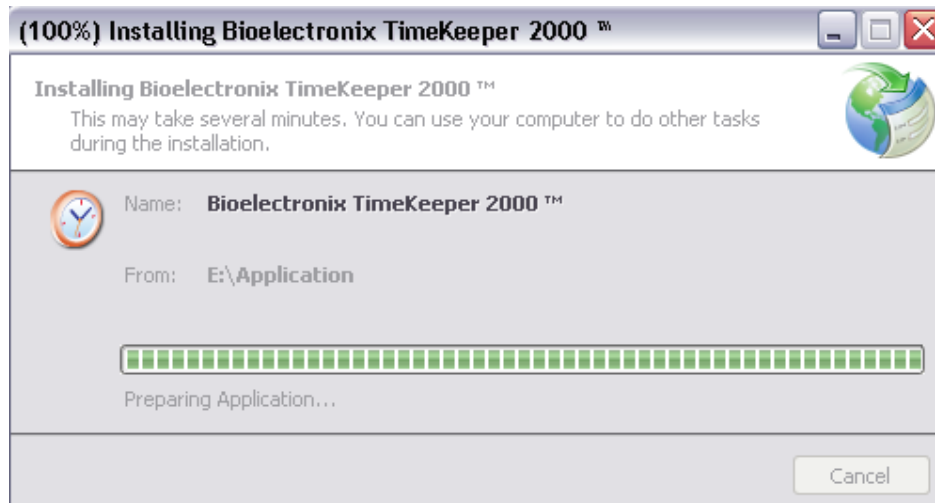 (100%) Installing Bioelectronix TimeKeeper 2000 ™
Installing Bioelectronix TimeKeeper 2000 ™
This may take several minutes. You can use your computer to do other tasks
during the installation.
Name: Bioelectronix TimeKeeper 2000 ™
From: E:\Application
Preparing Application...
Cancel